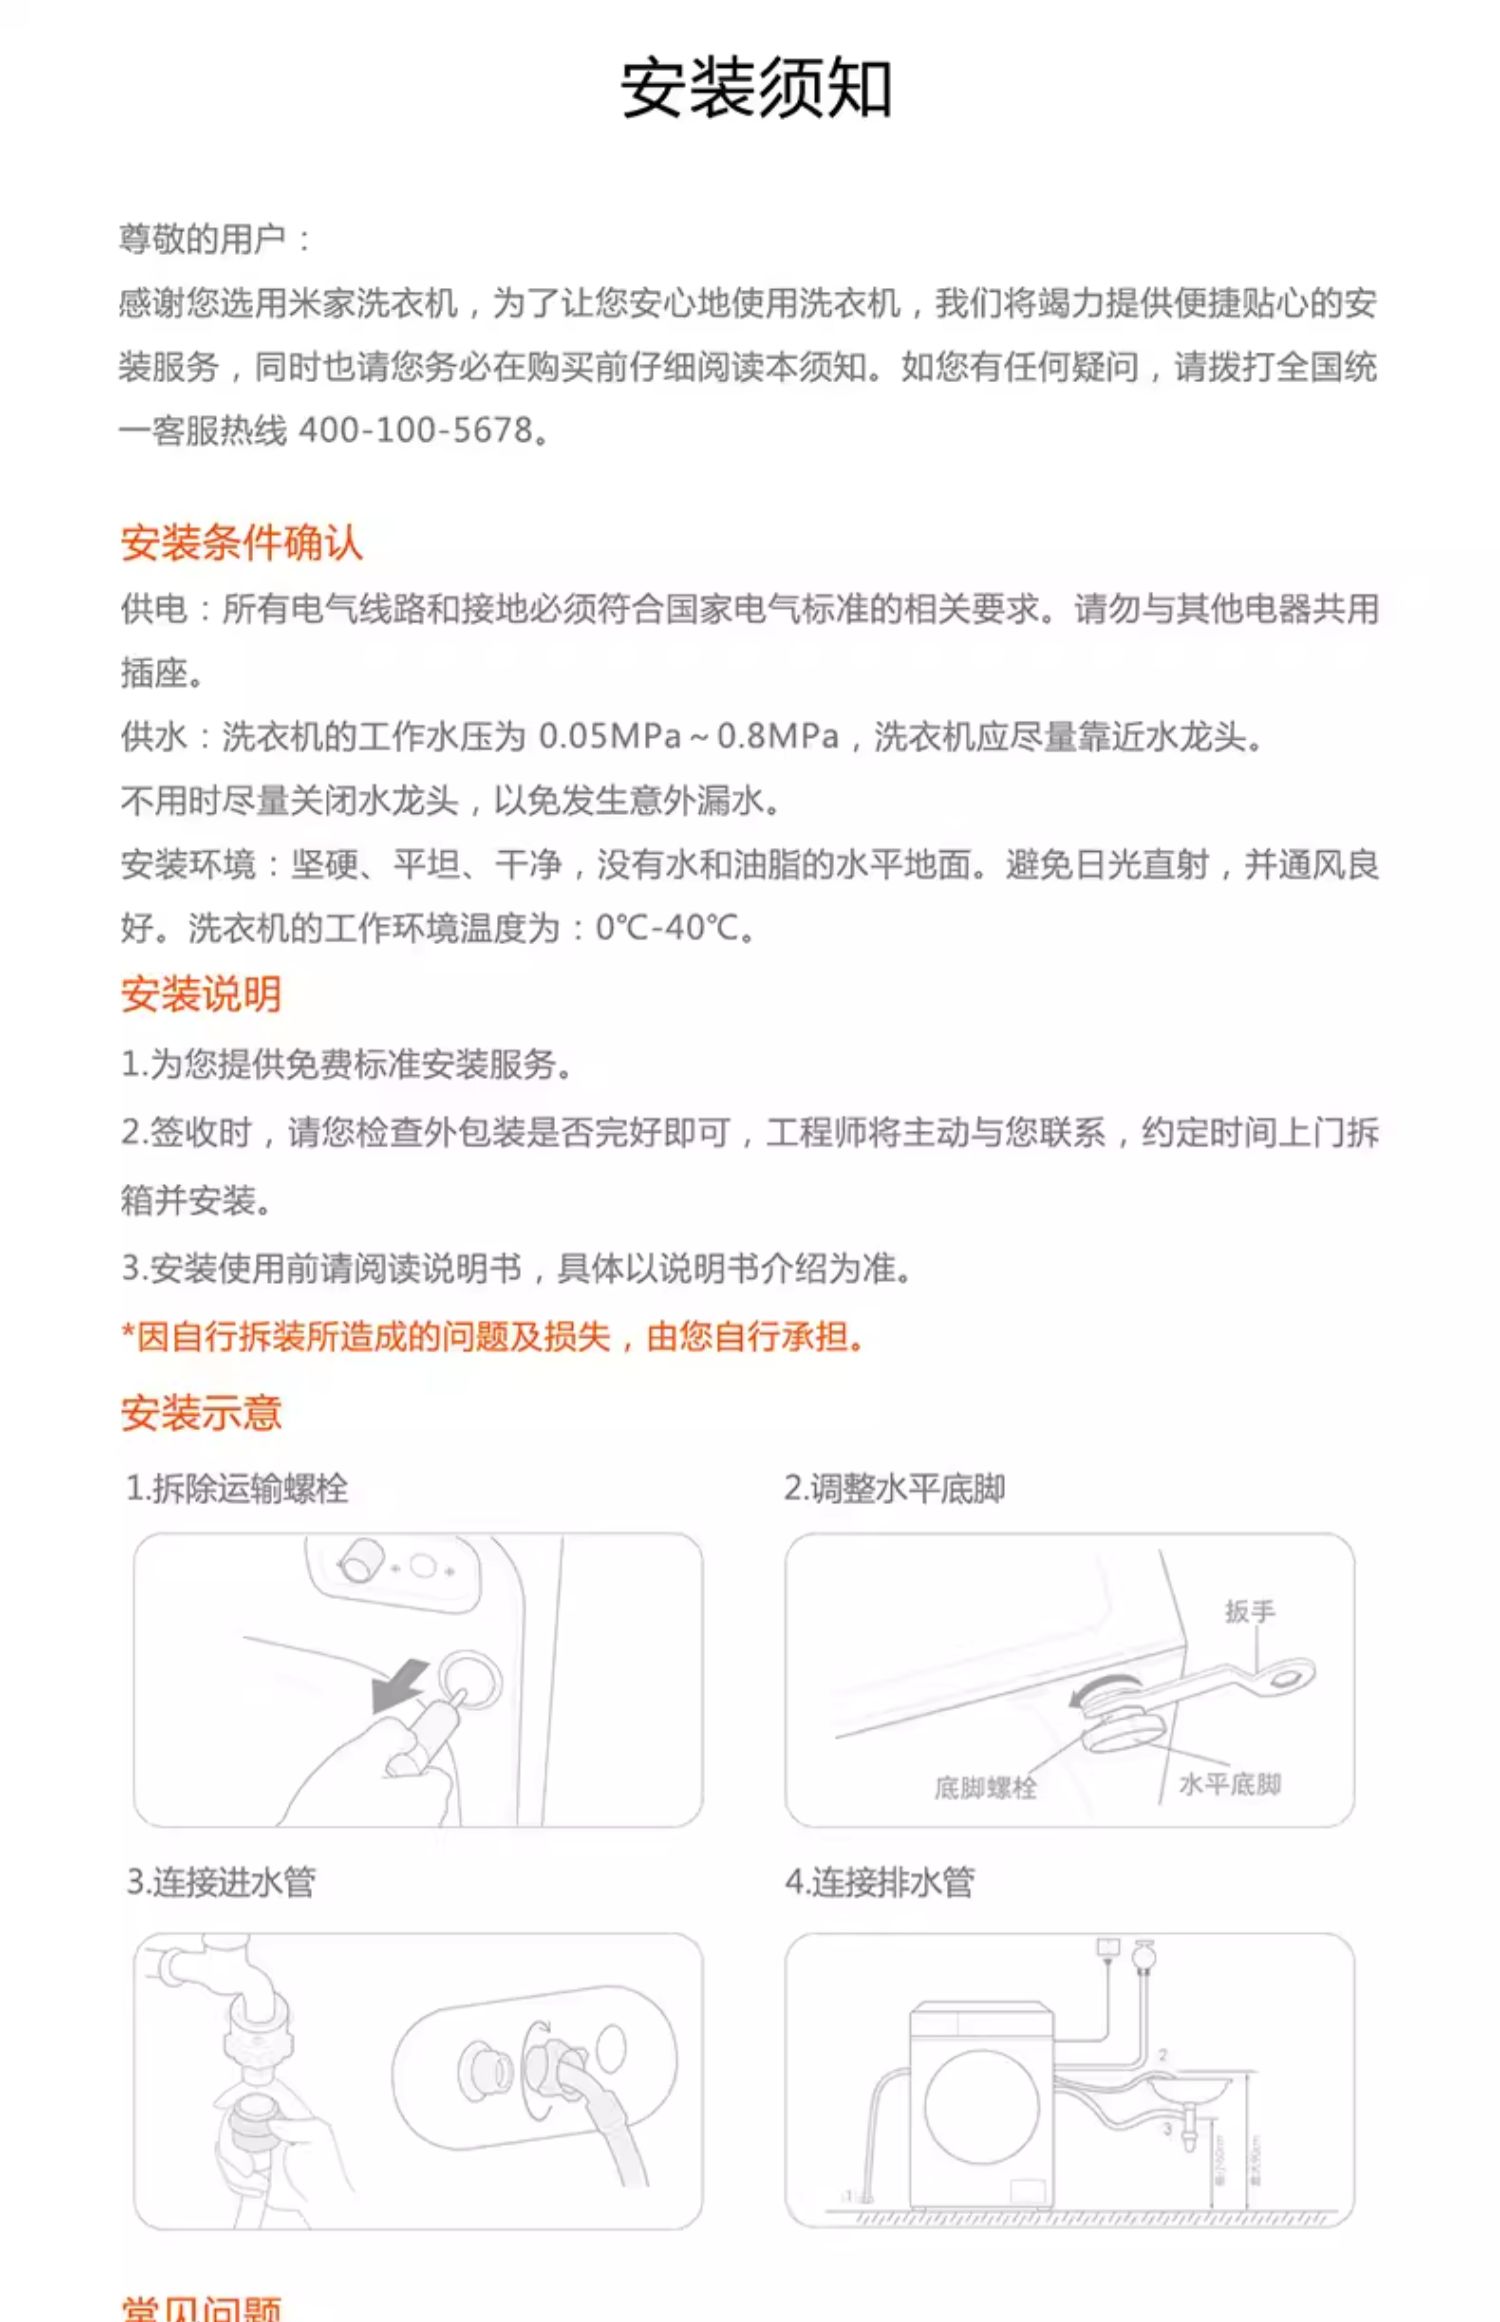 安装须知
尊敬的用户：
感谢您选用米家洗衣机，为了让您安心地使用洗衣机，我们将竭力提供便捷贴心的安
装服务，同时也请您务必在购买前仔细阅读本须知。如您有任何疑问，请拨打全国统
一客服热线 400-100-5678。
安装条件确认
供电：所有电气线路和接地必须符合国家电气标准的相关要求。请勿与其他电器共用
插座。
供水：洗衣机的工作水压为 0.05MPa～0.8MPa，洗衣机应尽量靠近水龙头。
不用时尽量关闭水龙头，以免发生意外漏水。
安装环境：坚硬、平坦、干净，没有水和油脂的水平地面。避免日光直射，并通风良
好。洗衣机的工作环境温度为：0℃-40℃。
安装说明
1.为您提供免费标准安装服务。
2.签收时，请您检查外包装是否完好即可，工程师将主动与您联系，约定时间上门拆
箱并安装。
3.安装使用前请阅读说明书，具体以说明书介绍为准。
*因自行拆装所造成的问题及损失，由您自行承担。
安装示意
1.拆除运输螺栓
2.调整水平底脚
扳手
底脚螺栓
水平底脚
3.连接进水管
4.连接排水管
2
3
1
最小60cm
最大90cm
常见问题